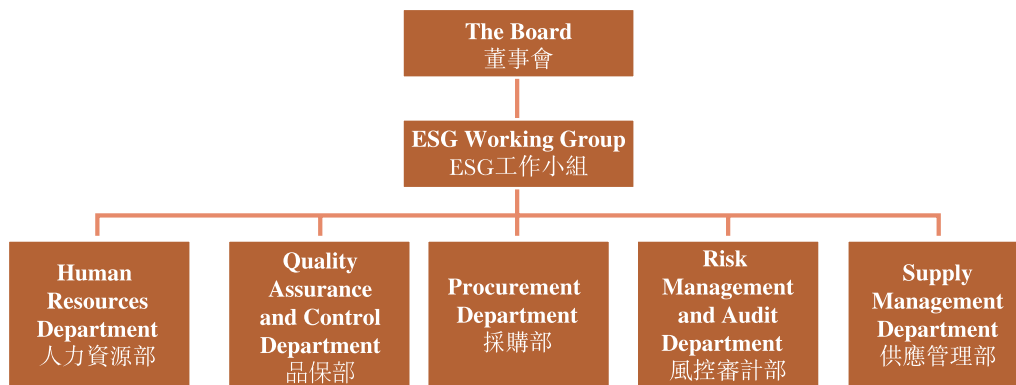 The Board
董事會
ESG Working Group
ESG工作小組
Human
Resources
Department
人力資源部
Quality
Assurance
and Control
Department
品保部
Procurement
Department
採購部
Risk
Management
and Audit
Department
風控審計部
Supply
Management
Department
供應管理部